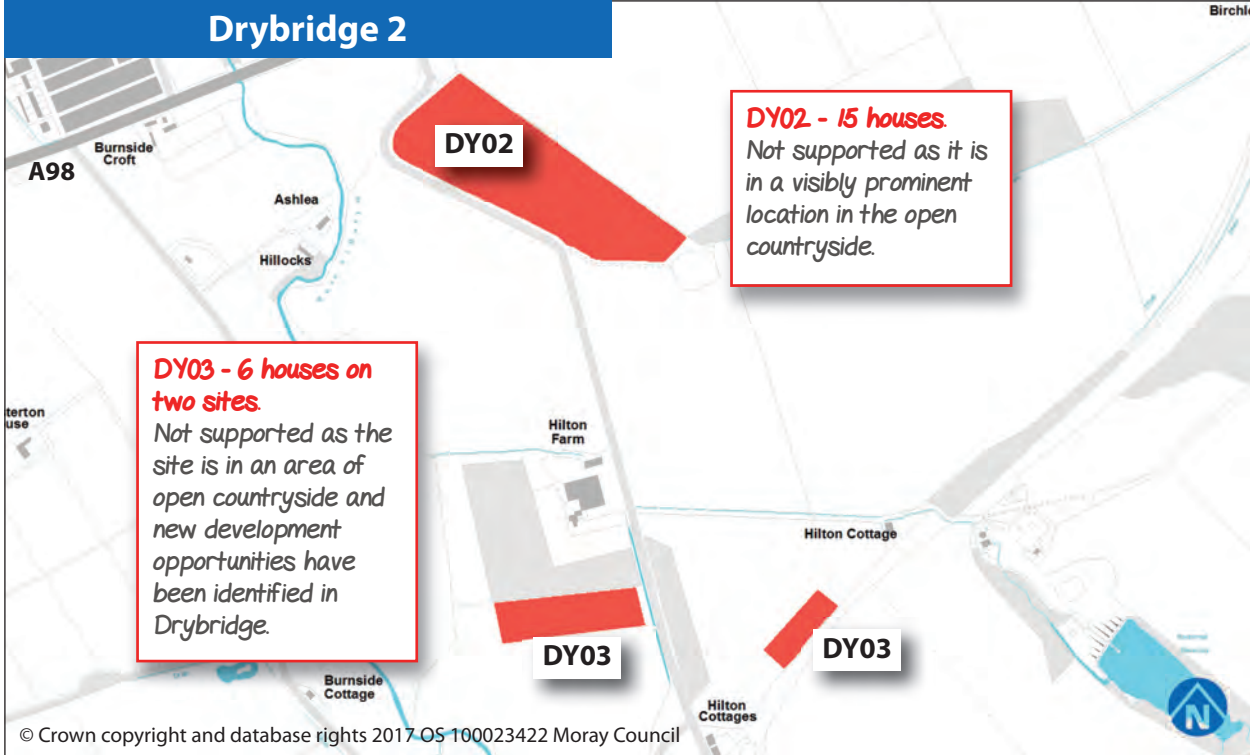 Drybridge 2
A98
Burnside
Croft
Ashlea
Hillocks
DY02
DY02 - 15 houses.
Not supported as it is
in a visibly prominent
location in the open
countryside.
DY03 - 6 houses on
two sites.
Not supported as the
site is in an area of
open countryside and
new development
opportunities have
been identified in
Drybridge.
Hilton
Farm
Hilton Cottage
DY03
DY03
Burnside
Cottage
Hilton
Cottages
N
© Crown copyright and database rights 2017 OS 100023422 Moray Council